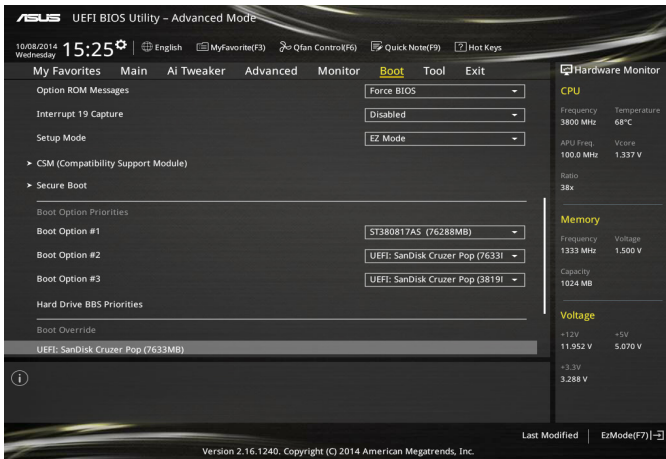 ASUS UEFI BIOS Utility – Advanced Mode
10/08/2014 Wednesday 15:25 English MyFavorite(F3) Qfan Control(F6) Quick Note(F9) ? Hot Keys
My Favorites Main Ai Tweaker Advanced Monitor Boot Tool Exit
Option ROM Messages Force BIOS
Interrupt 19 Capture Disabled
Setup Mode EZ Mode
> CSM (Compatibility Support Module)
> Secure Boot
Boot Option Priorities
Boot Option #1 ST380817AS (76288MB)
Boot Option #2 UEFI: SanDisk Cruzer Pop (7633I
Boot Option #3 UEFI: SanDisk Cruzer Pop (3819I
Hard Drive BBS Priorities
Boot Override
UEFI: SanDisk Cruzer Pop (7633MB)
Hardware Monitor
CPU
Frequency Temperature
3800 MHz 68°C
APU Freq. Vcore
100.0 MHz 1.337 V
Ratio
38x
Memory
Frequency Voltage
1333 MHz 1.500 V
Capacity
1024 MB
Voltage
+12V +5V
11.952 V 5.070 V
+3.3V
3.288 V
Last Modified EzMode(F7)
Version 2.16.1240. Copyright (C) 2014 American Megatrends, Inc.